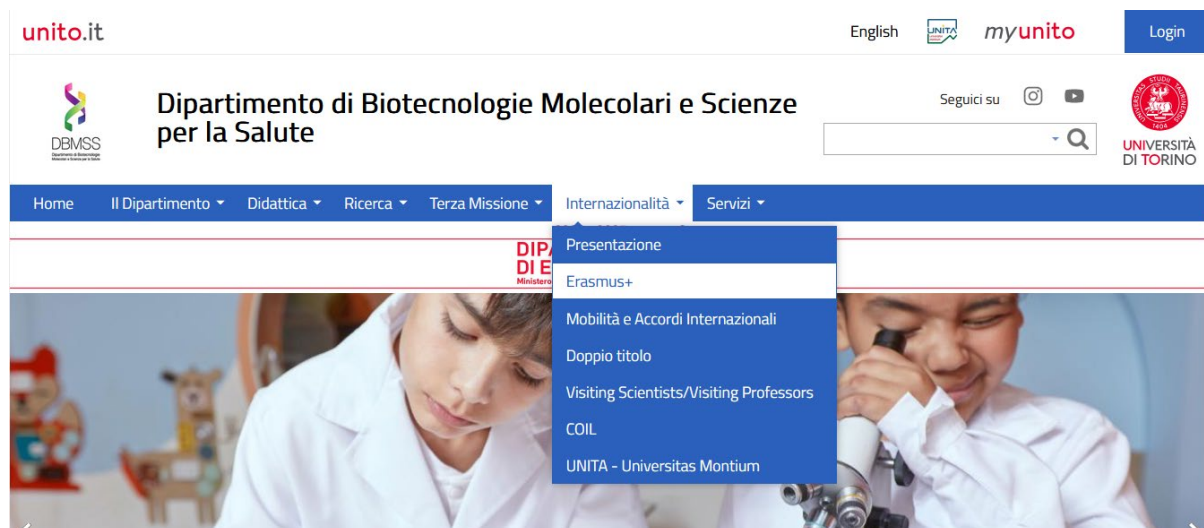 unito.it
English
UNITA
myunito
Login
Dipartimento di Biotecnologie Molecolari e Scienze
per la Salute
DBMSS
Seguici su
UNIVERSITÀ
DI TORINO
Home Il Dipartimento Didattica Ricerca Terza Missione Internazionalità Servizi
Presentazione
Erasmus+
Mobilità e Accordi Internazionali
Doppio titolo
Visiting Scientists/Visiting Professors
COIL
UNITA - Universitas Montium